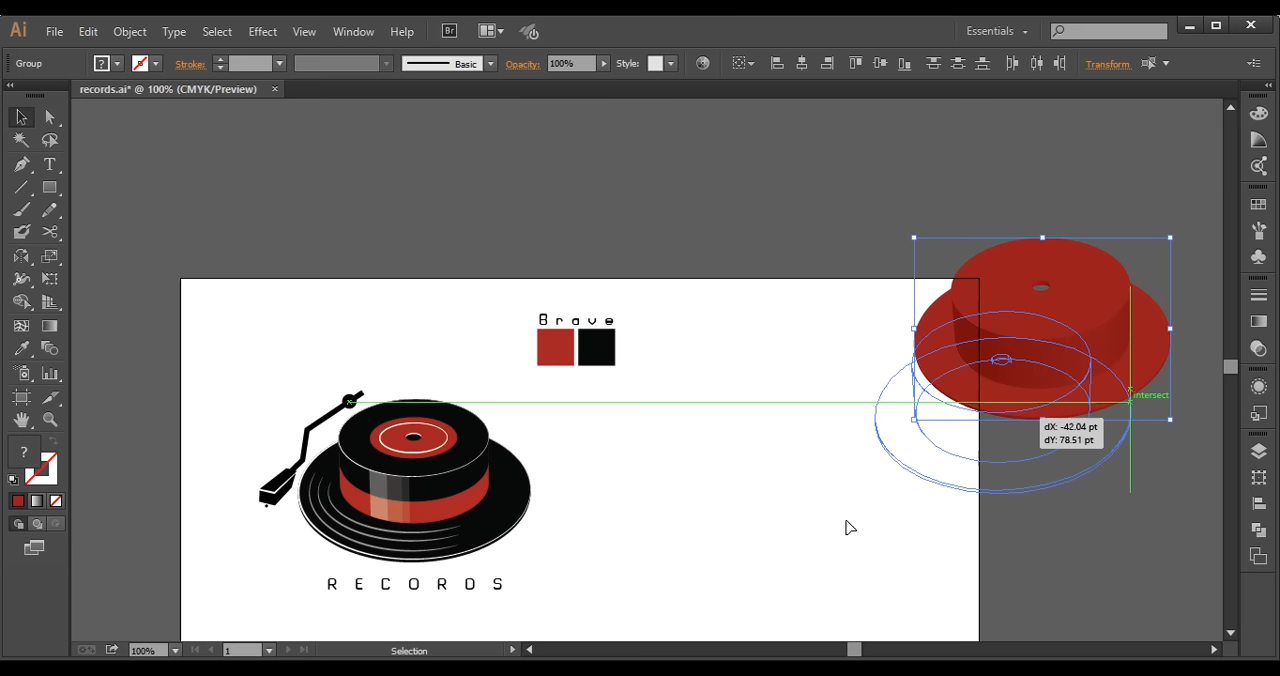 Ai File Edit Object Type Select Effect View Window Help Br Essentials
Group ? Stroke: Basic Opacity: 100% Style: Transform
records.ai* @ 100% (CMYK/Preview) ×
T
?
Brave
intersect
dX: -42.04 pt
dY: 78.51 pt
RECORDS
100% 1 Selection